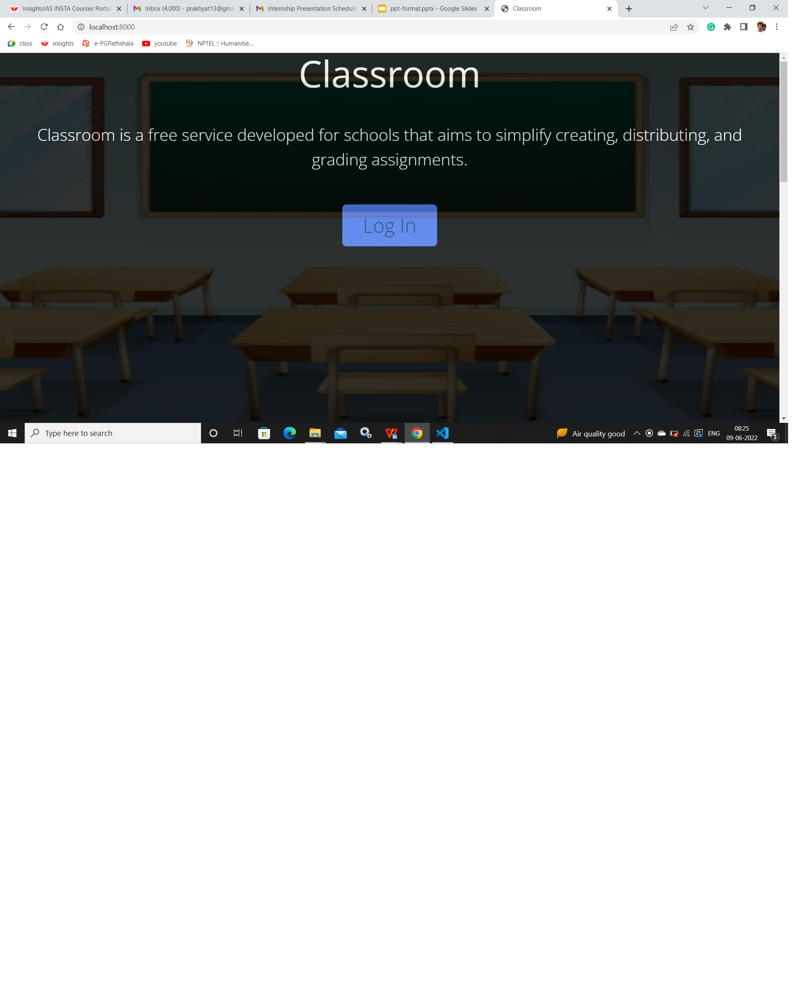 InsightsIAS INSTA Courses Portal
Inbox (4,000) - prakhyat13@gma
Internship Presentation Schedule
ppt-format.pptx - Google Slides
Classroom
localhost:8000
class
insights
e-PGPathshala
youtube
NPTEL :: Humanitie...
Classroom
Classroom is a free service developed for schools that aims to simplify creating, distributing, and
grading assignments.
Log In
Type here to search
Air quality good
ENG
08:25
09-06-2022
3